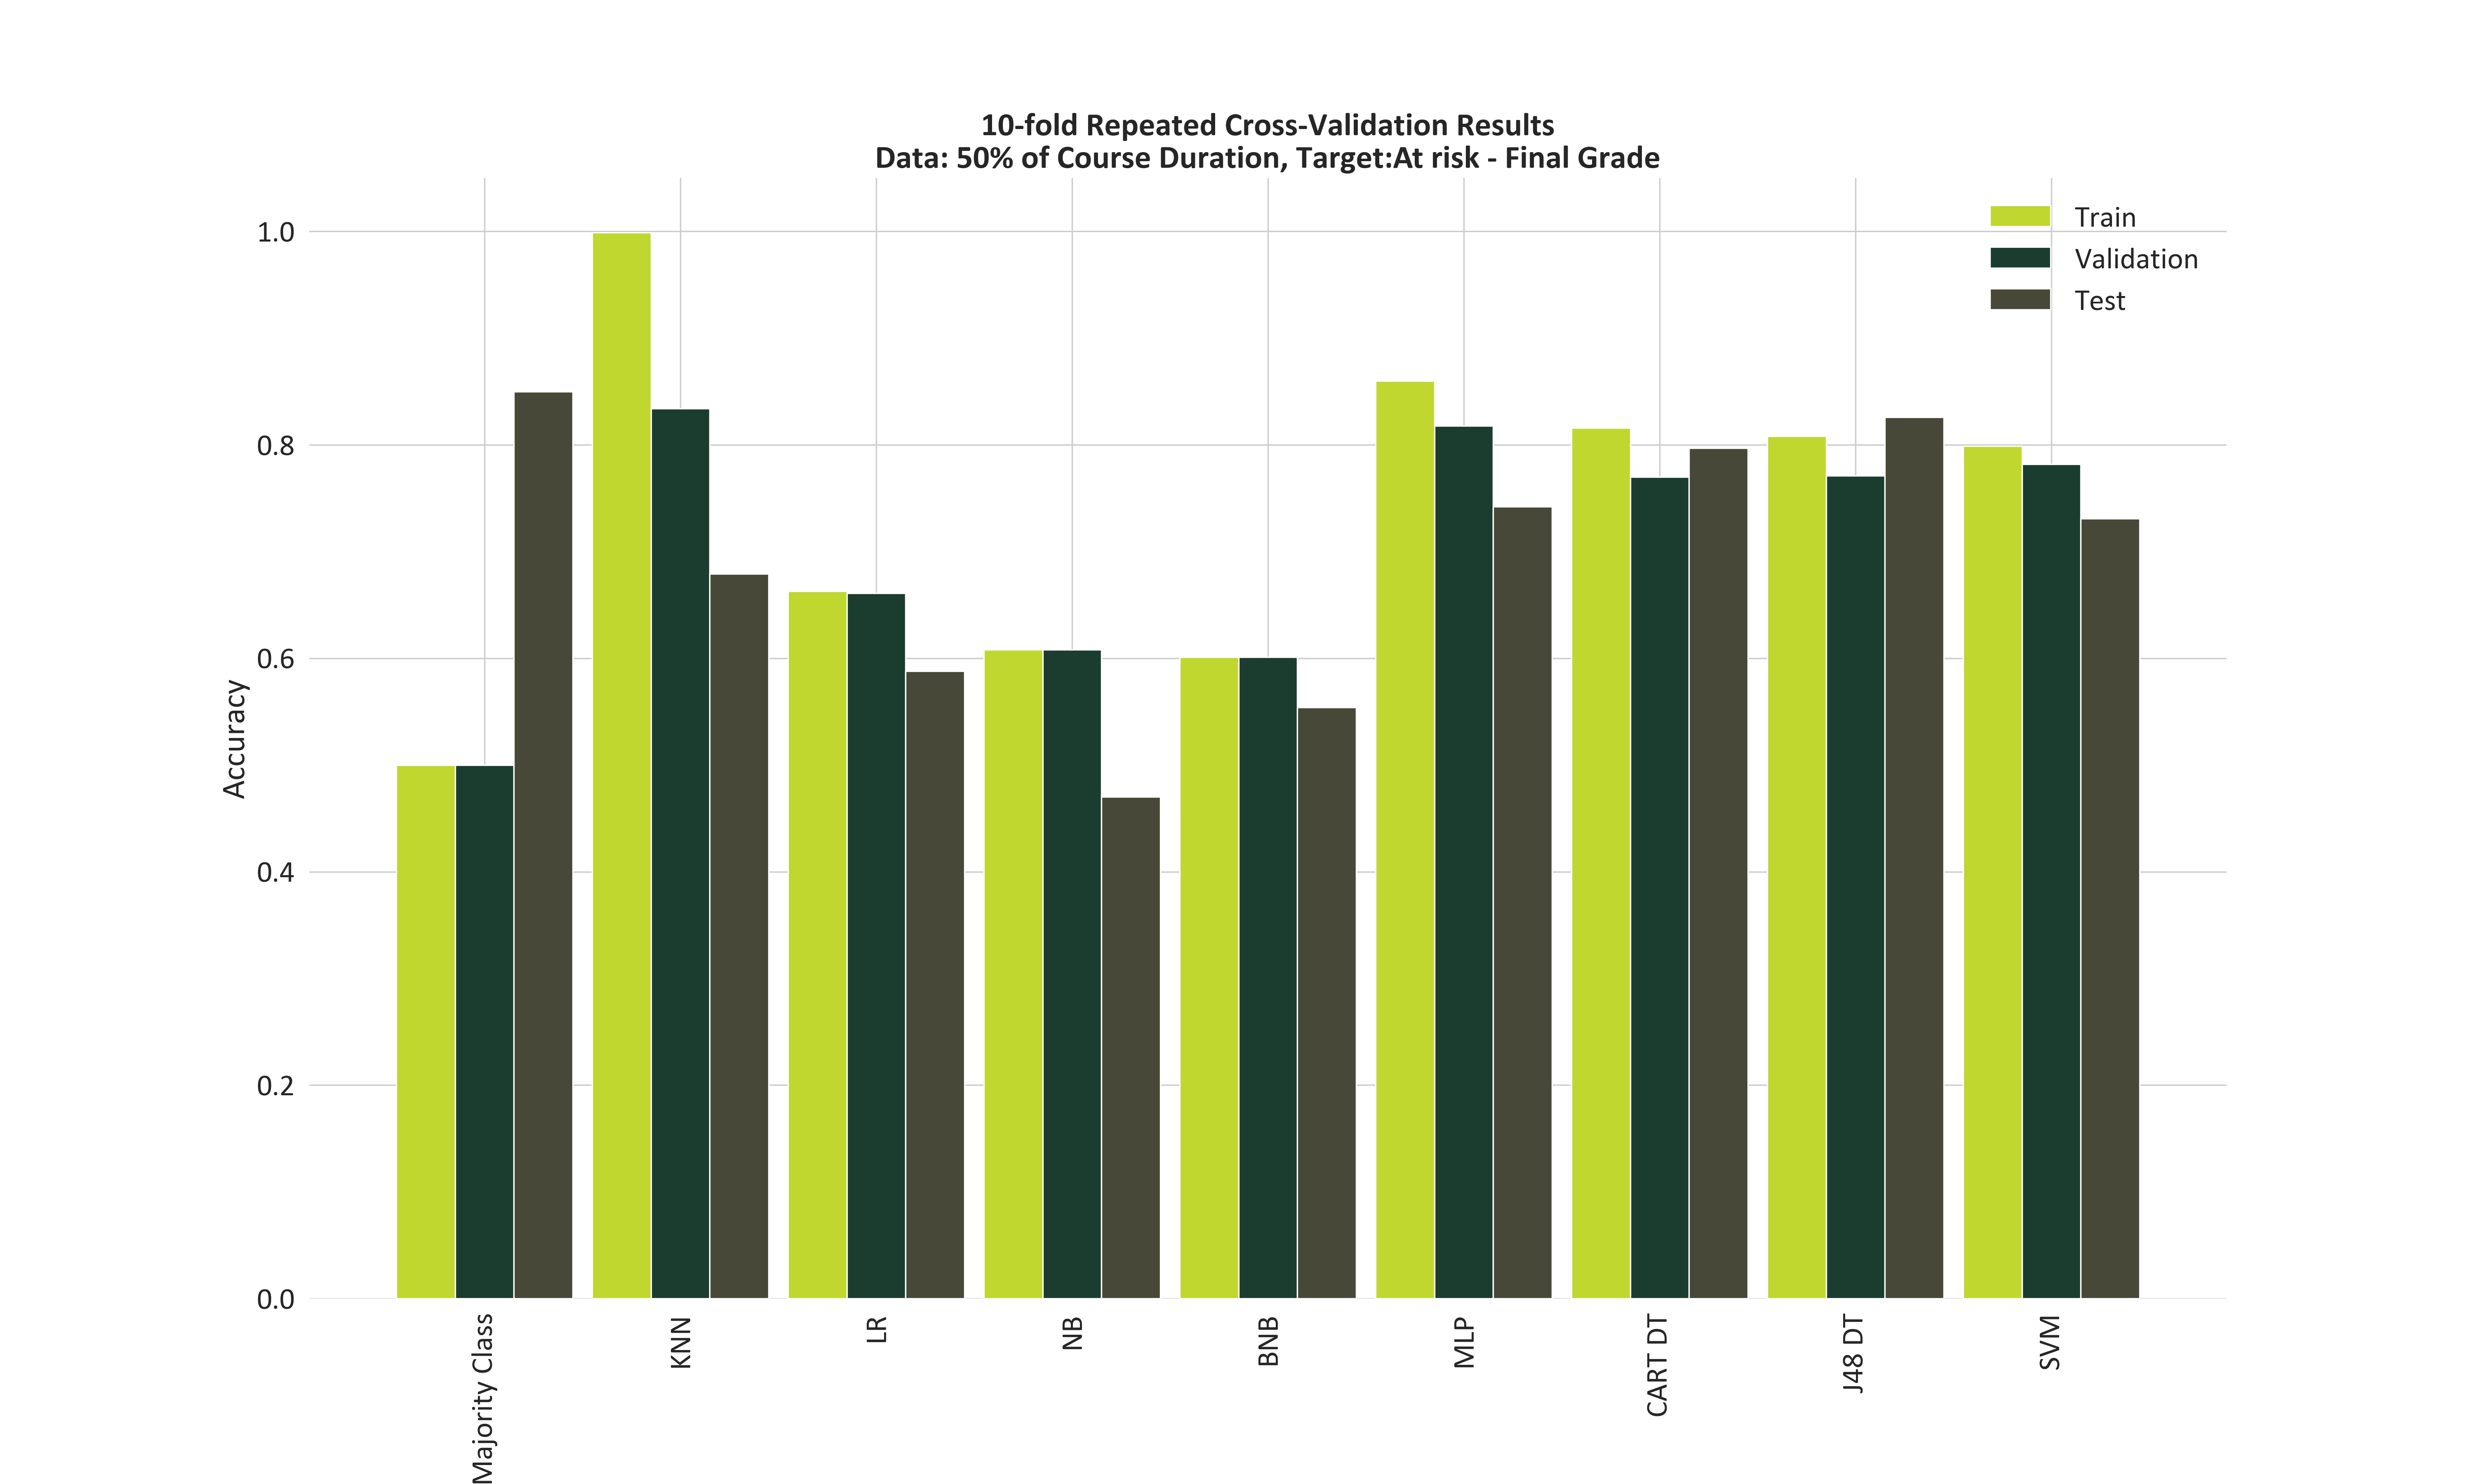 10-fold Repeated Cross-Validation Results
Data: 50% of Course Duration, Target:At risk - Final Grade
Train
Validation
Test
1.0
0.8
0.6
0.4
0.2
0.0
Accuracy
Majority Class
KNN
LR
NB
BNB
MLP
CART DT
J48 DT
SVM